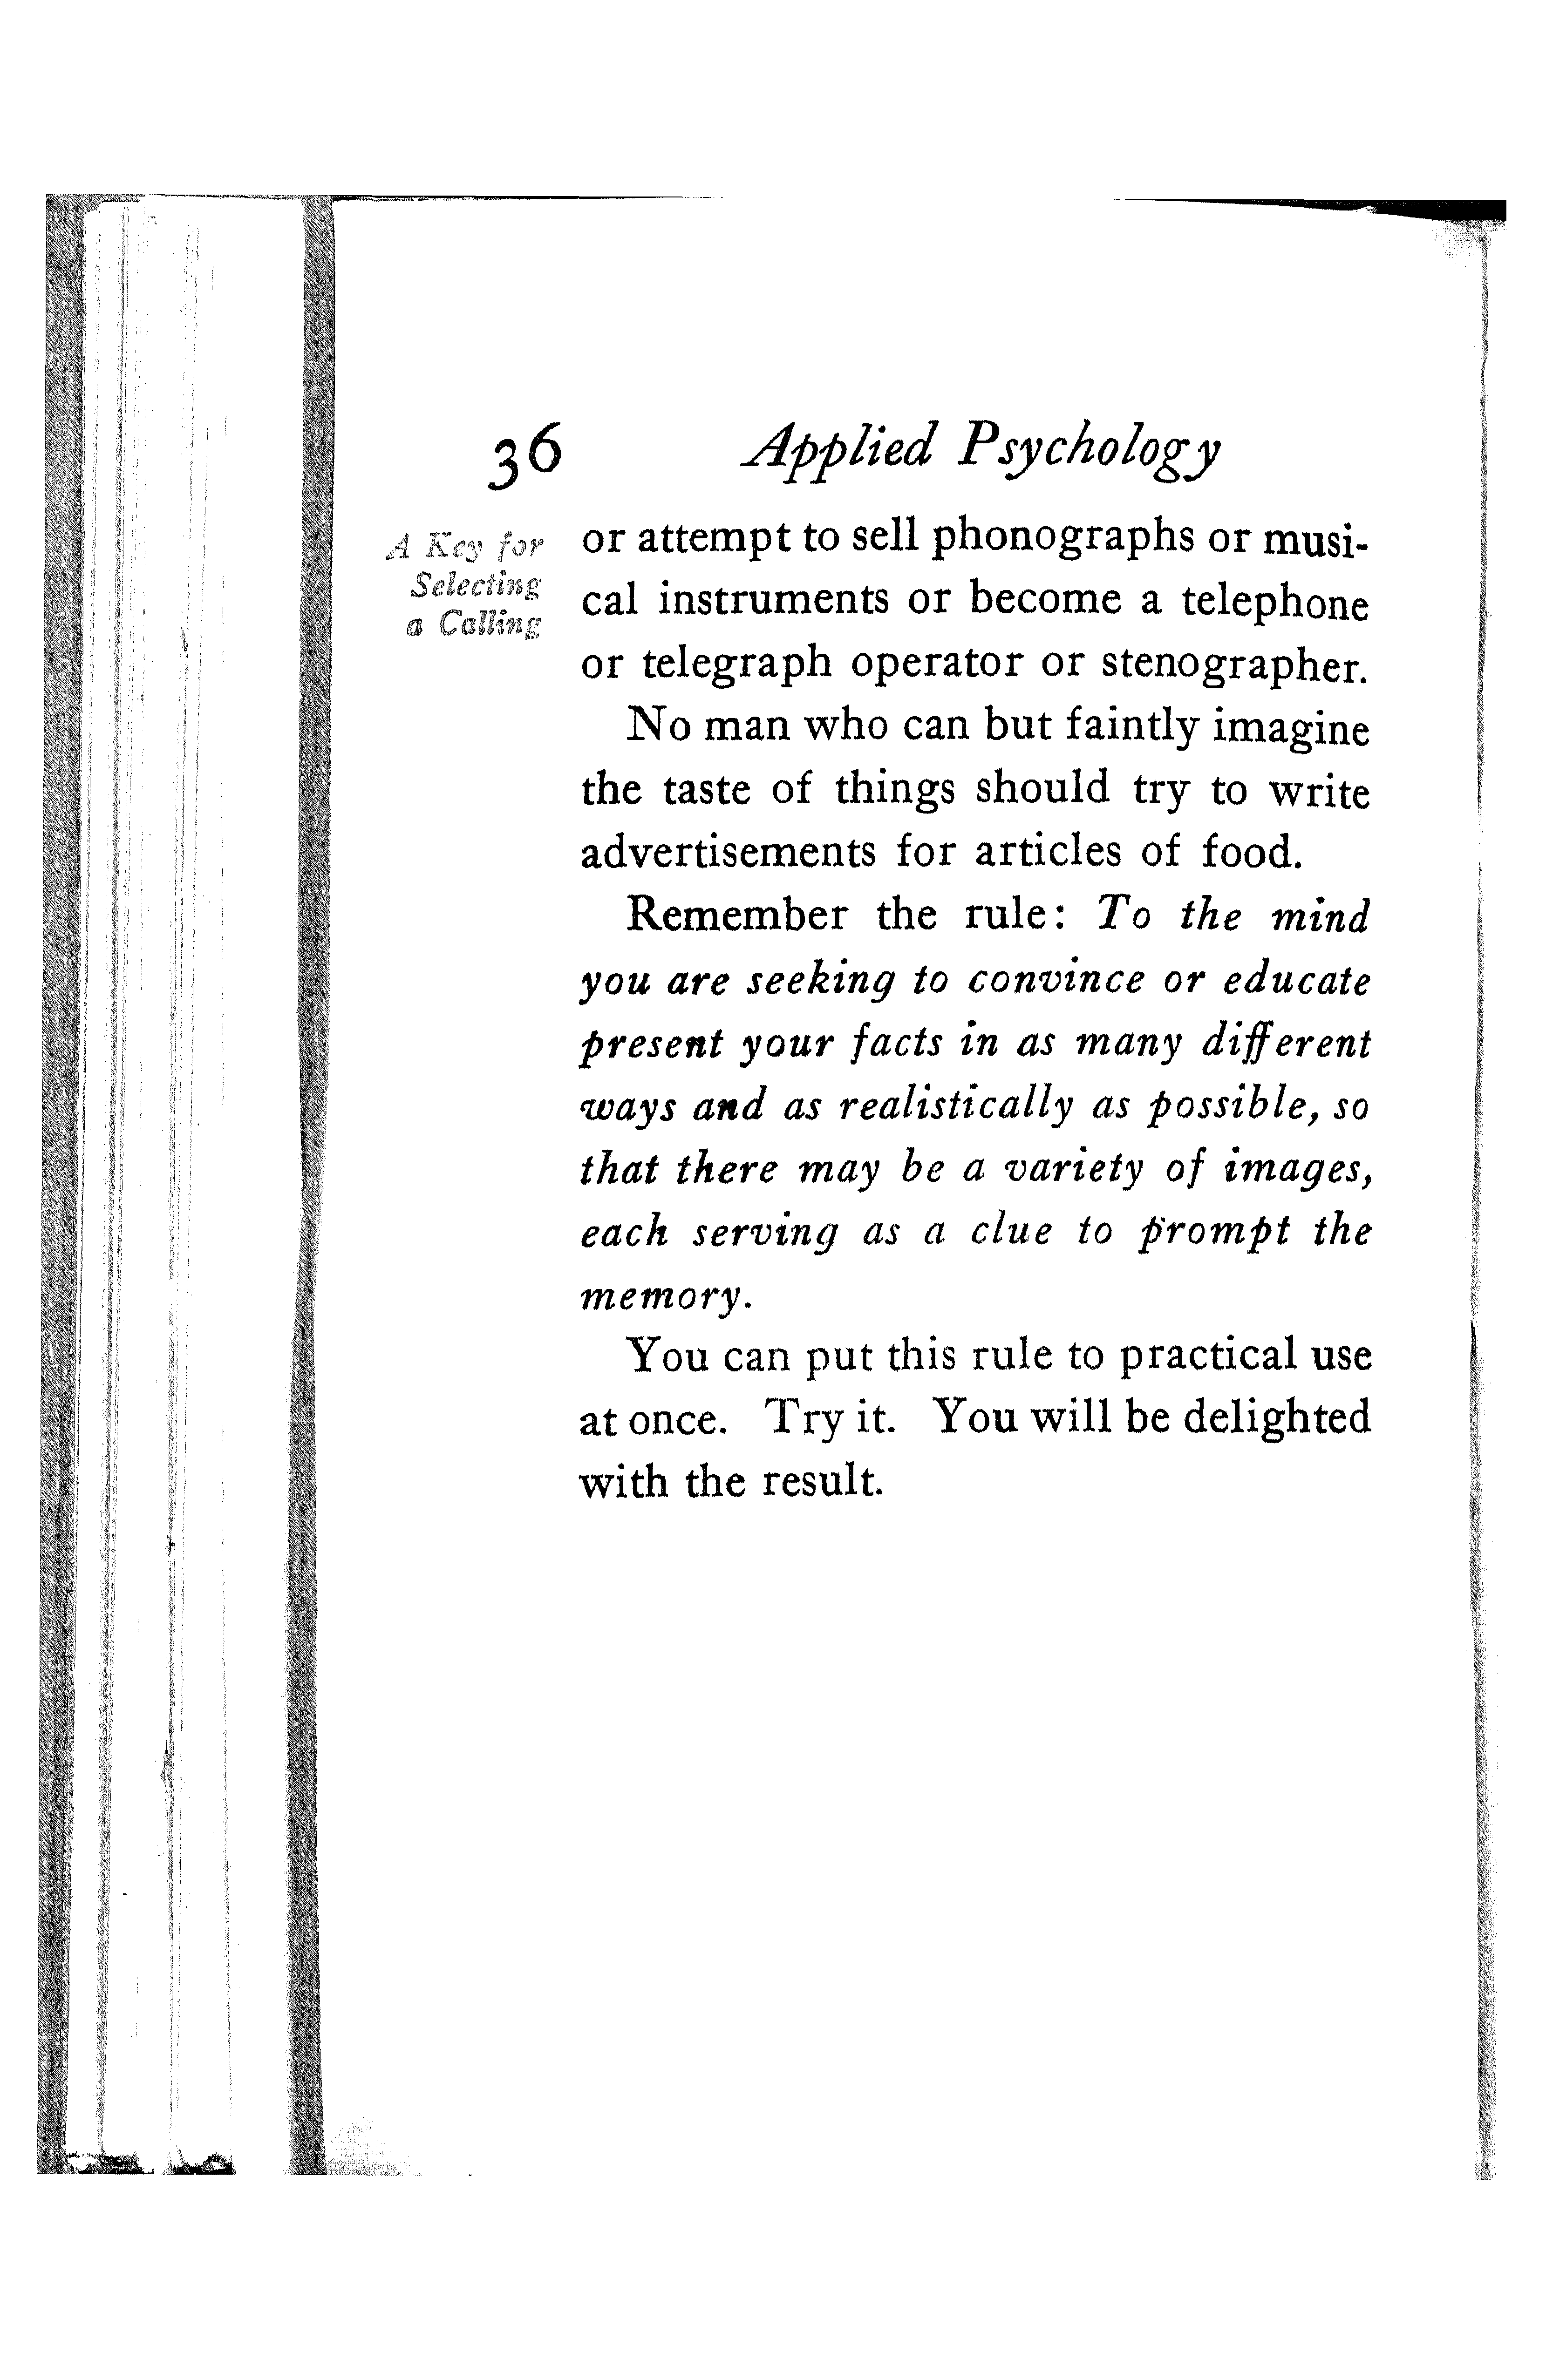 36 Applied Psychology
A Key for
Selecting
a Calling
or attempt to sell phonographs or musi-
cal instruments or become a telephone
or telegraph operator or stenographer.
No man who can but faintly imagine
the taste of things should try to write
advertisements for articles of food.
Remember the rule: To the mind
you are seeking to convince or educate
present your facts in as many different
ways and as realistically as possible, so
that there may be a variety of images,
each serving as a clue to prompt the
memory.
You can put this rule to practical use
at once. Try it. You will be delighted
with the result.